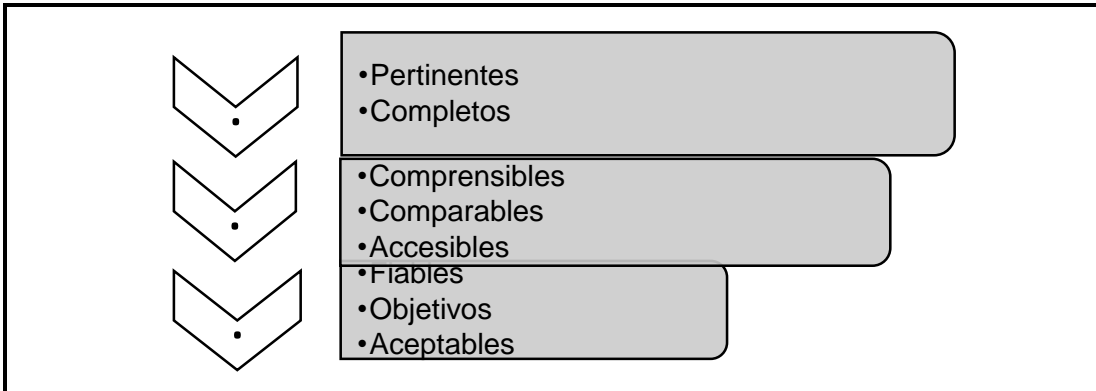 •Pertinentes
•Completos
•Comprensibles
•Comparables
•Accesibles
•Fiables
•Objetivos
•Aceptables